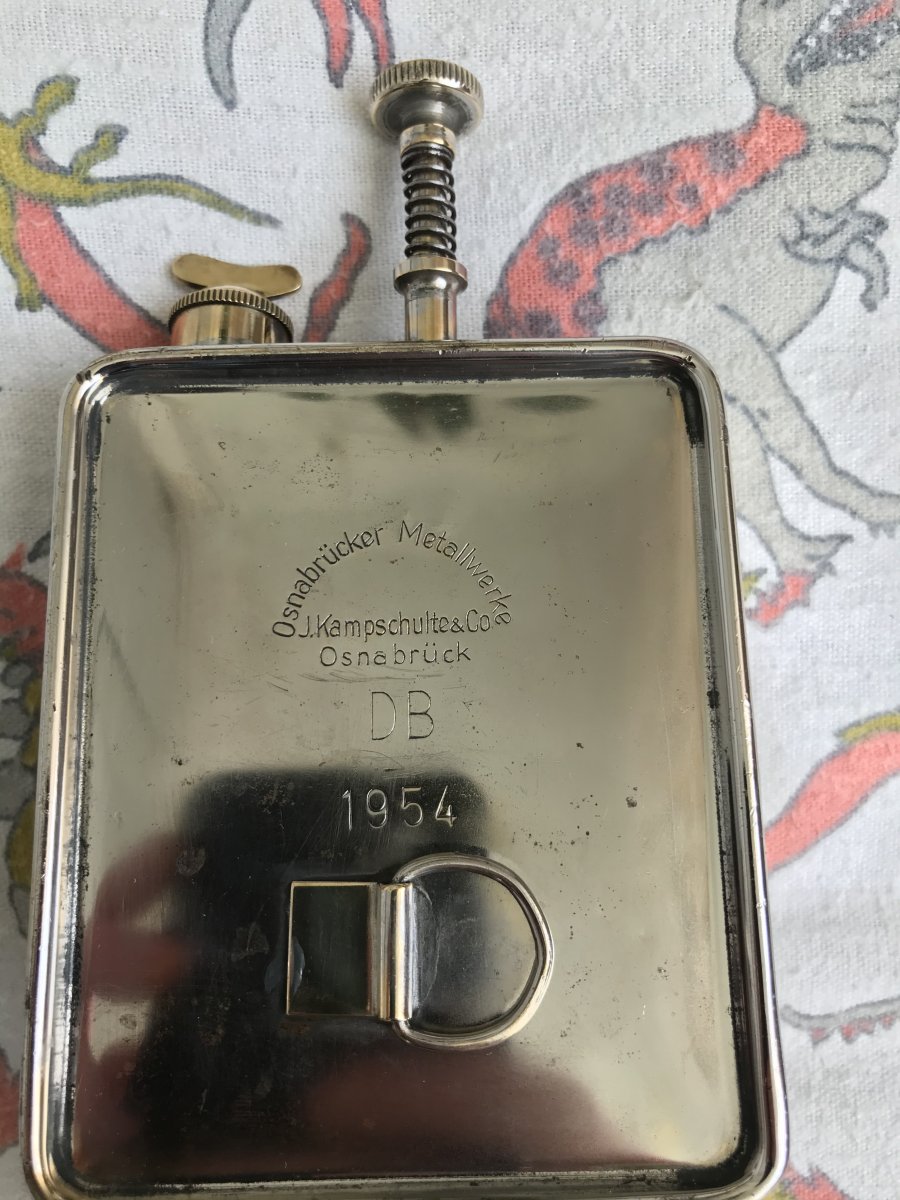 Osnabrücker Metallwerke
J.Kampschulte&Co
Osnabrück
DB
1954